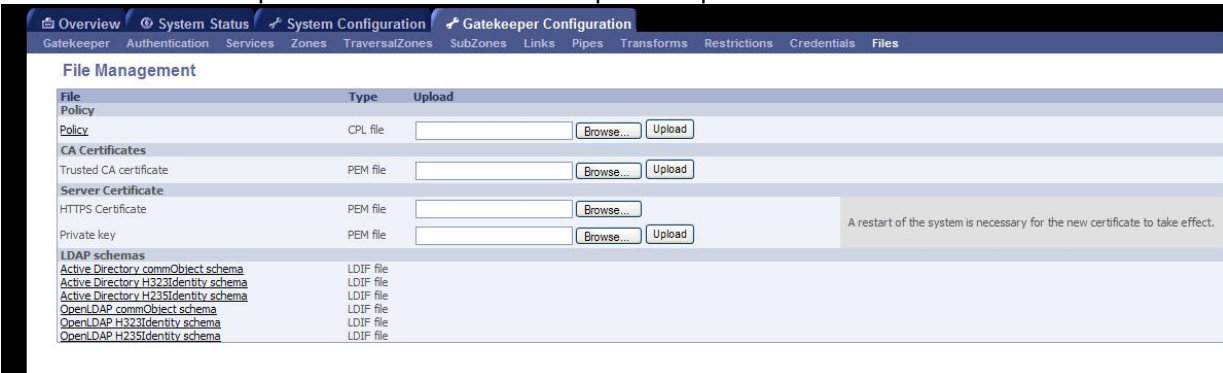 Overview System Status System Configuration Gatekeeper Configuration
Gatekeeper Authentication Services Zones TraversalZones SubZones Links Pipes Transforms Restrictions Credentials Files
File Management
File Type Upload
Policy
Policy CPL file Browse... Upload
CA Certificates
Trusted CA certificate PEM file Browse... Upload
Server Certificate
HTTPS Certificate PEM file Browse...
A restart of the system is necessary for the new certificate to take effect.
Private key PEM file Browse... Upload
LDAP schemas
Active Directory commObject schema LDIF file
Active Directory H323Identity schema LDIF file
Active Directory H235Identity schema LDIF file
OpenLDAP commObject schema LDIF file
OpenLDAP H323Identity schema LDIF file
OpenLDAP H235Identity schema LDIF file